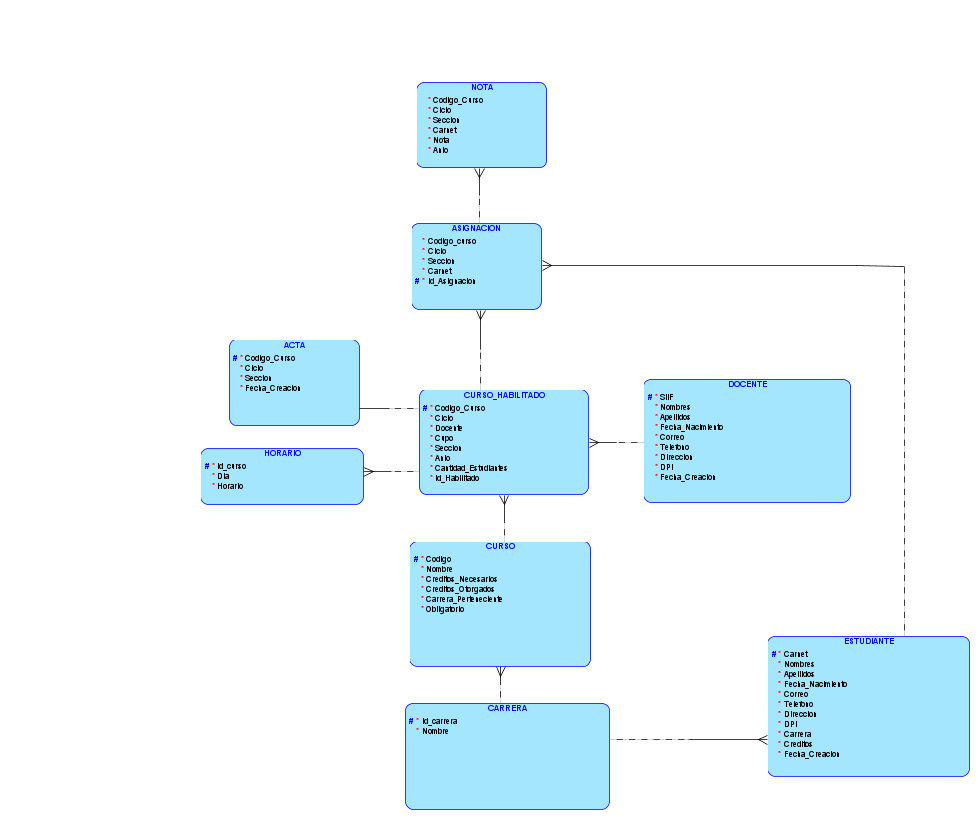 NOTA
* Codigo_Curso
* Ciclo
* Seccion
* Carnet
* Nota
* Anio
ASIGNACION
* Codigo_curso
* Ciclo
* Seccion
* Carnet
# * Id_Asignacion
ACTA
# * Codigo_Curso
* Ciclo
* Seccion
* Fecha_Creacion
CURSO_HABILITADO
# * Codigo_Curso
* Ciclo
* Docente
* Cupo
* Seccion
* Anio
* Cantidad_Estudiantes
* Id_Habilitado
DOCENTE
# * SIIF
* Nombres
* Apellidos
* Fecha_Nacimiento
* Correo
* Telefono
* Direccion
* DPI
* Fecha_Creacion
HORARIO
# * Id_curso
* Dia
* Horario
CURSO
# * Codigo
* Nombre
* Creditos_Necesarios
* Creditos_Otorgados
* Carrera_Perteneciente
* Obligatorio
CARRERA
# * Id_carrera
* Nombre
ESTUDIANTE
# * Carnet
* Nombres
* Apellidos
* Fecha_Nacimiento
* Correo
* Telefono
* Direccion
* DPI
* Carrera
* Creditos
* Fecha_Creacion